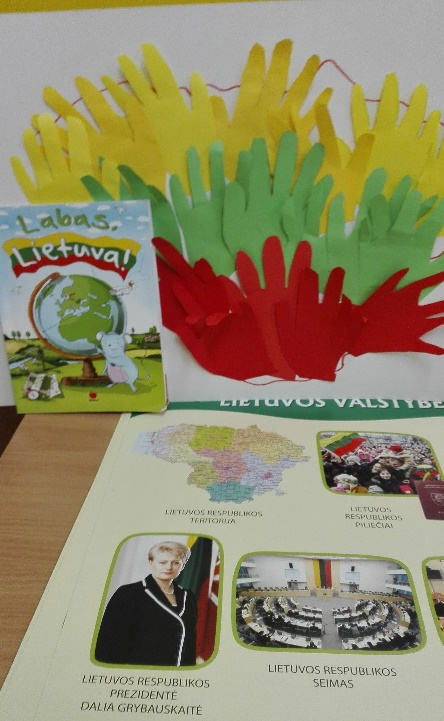 Labas,
Lietuva!
LIETUVOS VALSTYBĖ
LIETUVOS RESPUBLIKOS
TERITORIJA
LIETUVOS
RESPUBLIKOS
PILIEČIAI
LIETUVOS RESPUBLIKOS
PREZIDENTĖ
DALIA GRYBAUSKAITĖ
LIETUVOS RESPUBLIKOS
SEIMAS